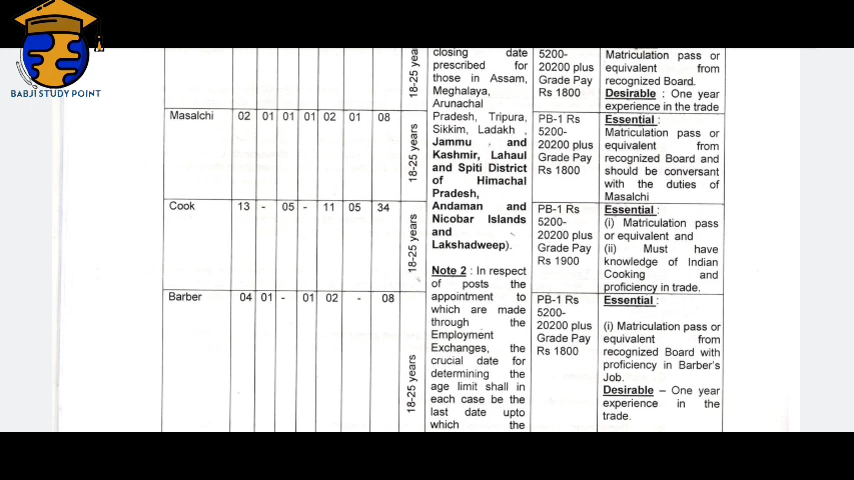 BABJI STUDY POINT
18-25 yea
closing date
prescribed for
those in Assam,
Meghalaya,
Arunachal
Pradesh, Tripura,
Sikkim, Ladakh ,
Jammu and
Kashmir, Lahaul
and Spiti District
of Himachal
Pradesh,
Andaman and
Nicobar Islands
and
Lakshadweep).
Note 2 : In respect
of posts the
appointment to
which are made
through the
Employment
Exchanges, the
crucial date for
determining the
age limit shall in
each case be the
last date upto
which the
PB-1 Rs
5200-
20200 plus
Grade Pay
Rs 1800
Matriculation pass or
equivalent from
recognized Board.
Desirable : One year
experience in the trade
Masalchi 02 01 01 01 02 01 08
18-25 years
PB-1 Rs
5200-
20200 plus
Grade Pay
Rs 1800
Essential :
Matriculation pass or
equivalent from
recognized Board and
should be conversant
with the duties of
Masalchi
Cook 13 - 05 - 11 05 34
18-25 years
PB-1 Rs
5200-
20200 plus
Grade Pay
Rs 1900
Essential :
(i) Matriculation pass
or equivalent and
(ii) Must have
knowledge of Indian
Cooking and
proficiency in trade.
Barber 04 01 - 01 02 - 08
18-25 years
PB-1 Rs
5200-
20200 plus
Grade Pay
Rs 1800
Essential :
(i) Matriculation pass or
equivalent from
recognized Board with
proficiency in Barber's
Job.
Desirable – One year
experience in the
trade.